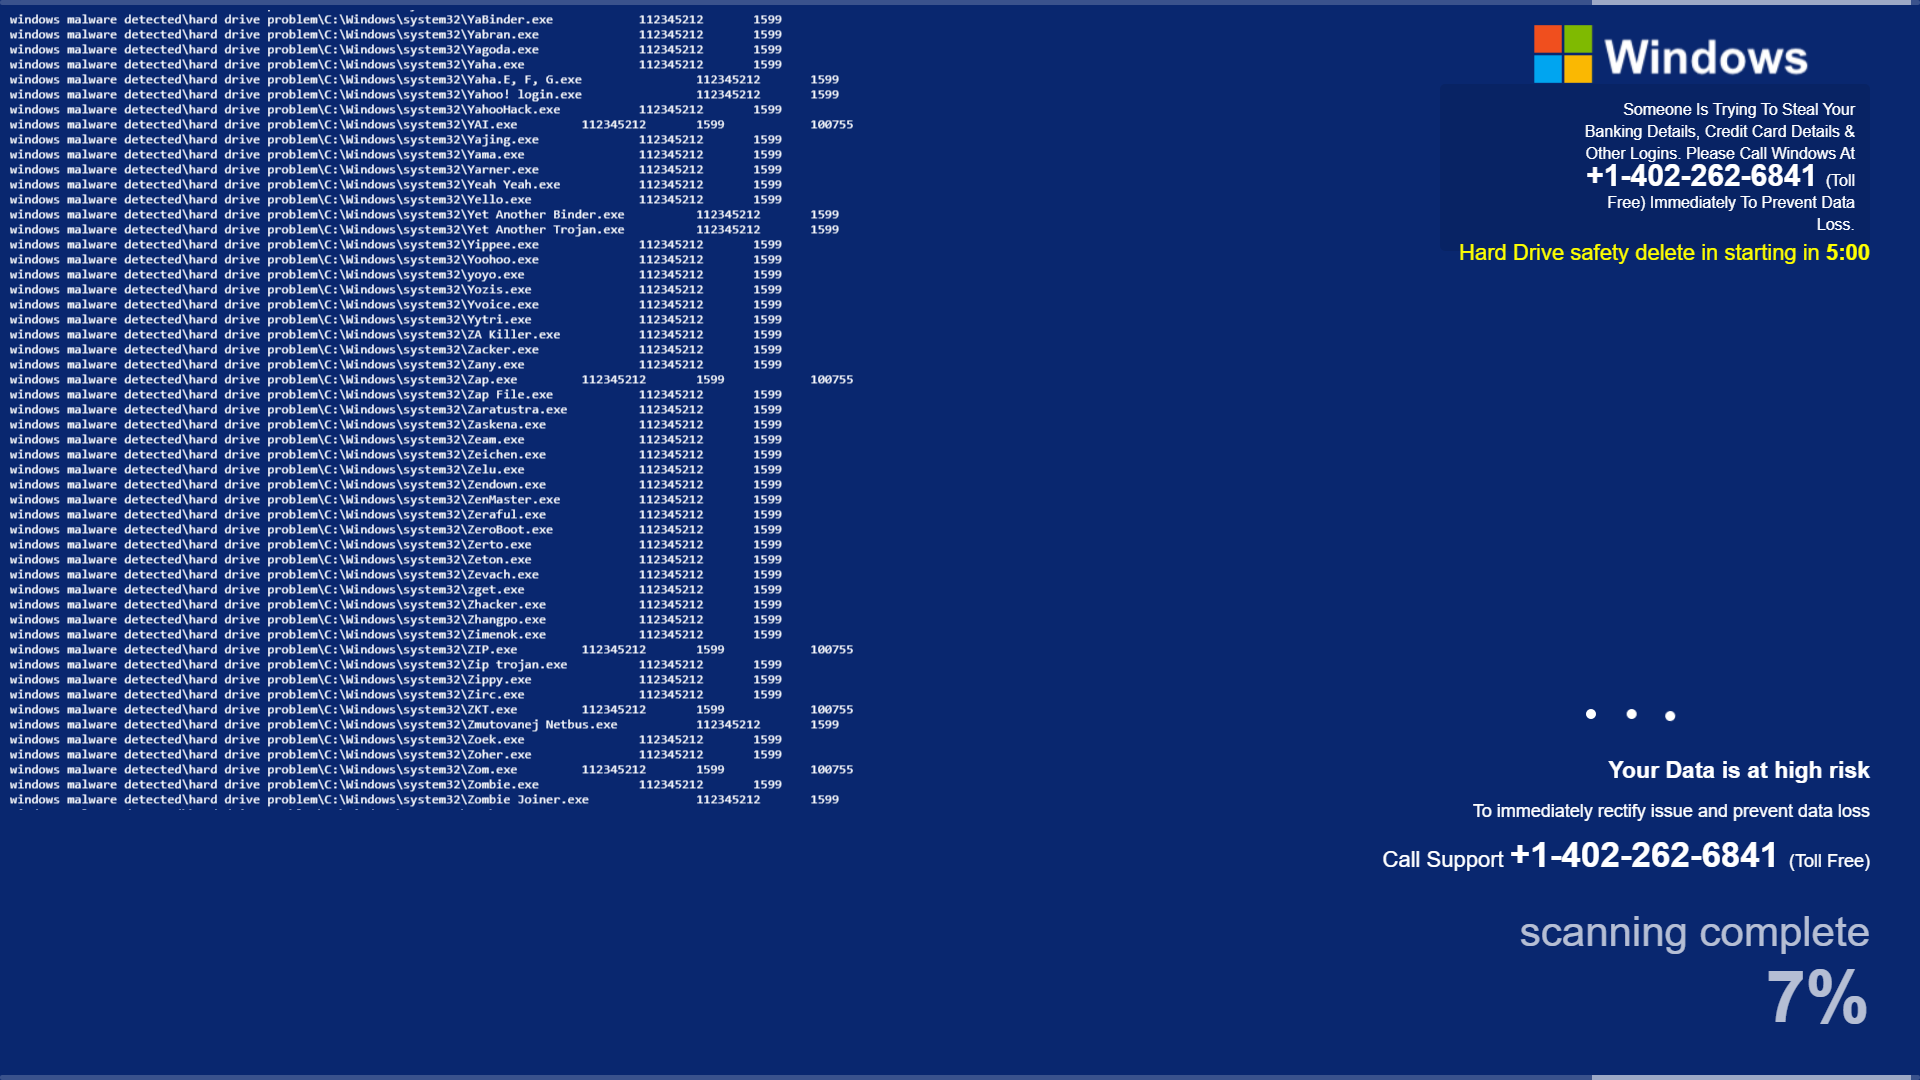 windows malware detected\hard drive problem\C:\Windows\system32\YaBinder.exe 112345212 1599
windows malware detected\hard drive problem\C:\Windows\system32\Yabran.exe 112345212 1599
windows malware detected\hard drive problem\C:\Windows\system32\Yagoda.exe 112345212 1599
windows malware detected\hard drive problem\C:\Windows\system32\Yaha.exe 112345212 1599
windows malware detected\hard drive problem\C:\Windows\system32\Yaha.E, F, G.exe 112345212 1599
windows malware detected\hard drive problem\C:\Windows\system32\Yahoo! login.exe 112345212 1599
windows malware detected\hard drive problem\C:\Windows\system32\YahooHack.exe 112345212 1599
windows malware detected\hard drive problem\C:\Windows\system32\YAI.exe 112345212 1599 100755
windows malware detected\hard drive problem\C:\Windows\system32\Yajing.exe 112345212 1599
windows malware detected\hard drive problem\C:\Windows\system32\Yama.exe 112345212 1599
windows malware detected\hard drive problem\C:\Windows\system32\Yarner.exe 112345212 1599
windows malware detected\hard drive problem\C:\Windows\system32\Yeah Yeah.exe 112345212 1599
windows malware detected\hard drive problem\C:\Windows\system32\Yello.exe 112345212 1599
windows malware detected\hard drive problem\C:\Windows\system32\Yet Another Binder.exe 112345212 1599
windows malware detected\hard drive problem\C:\Windows\system32\Yet Another Trojan.exe 112345212 1599
windows malware detected\hard drive problem\C:\Windows\system32\Yippee.exe 112345212 1599
windows malware detected\hard drive problem\C:\Windows\system32\Yoohoo.exe 112345212 1599
windows malware detected\hard drive problem\C:\Windows\system32\yoyo.exe 112345212 1599
windows malware detected\hard drive problem\C:\Windows\system32\Yozis.exe 112345212 1599
windows malware detected\hard drive problem\C:\Windows\system32\Yvoice.exe 112345212 1599
windows malware detected\hard drive problem\C:\Windows\system32\Yytri.exe 112345212 1599
windows malware detected\hard drive problem\C:\Windows\system32\ZA Killer.exe 112345212 1599
windows malware detected\hard drive problem\C:\Windows\system32\Zacker.exe 112345212 1599
windows malware detected\hard drive problem\C:\Windows\system32\Zany.exe 112345212 1599
windows malware detected\hard drive problem\C:\Windows\system32\Zap.exe 112345212 1599 100755
windows malware detected\hard drive problem\C:\Windows\system32\Zap File.exe 112345212 1599
windows malware detected\hard drive problem\C:\Windows\system32\Zaratustra.exe 112345212 1599
windows malware detected\hard drive problem\C:\Windows\system32\Zaskena.exe 112345212 1599
windows malware detected\hard drive problem\C:\Windows\system32\Zeam.exe 112345212 1599
windows malware detected\hard drive problem\C:\Windows\system32\Zeichen.exe 112345212 1599
windows malware detected\hard drive problem\C:\Windows\system32\Zelu.exe 112345212 1599
windows malware detected\hard drive problem\C:\Windows\system32\Zendown.exe 112345212 1599
windows malware detected\hard drive problem\C:\Windows\system32\ZenMaster.exe 112345212 1599
windows malware detected\hard drive problem\C:\Windows\system32\Zeraful.exe 112345212 1599
windows malware detected\hard drive problem\C:\Windows\system32\ZeroBoot.exe 112345212 1599
windows malware detected\hard drive problem\C:\Windows\system32\Zerto.exe 112345212 1599
windows malware detected\hard drive problem\C:\Windows\system32\Zeton.exe 112345212 1599
windows malware detected\hard drive problem\C:\Windows\system32\Zevach.exe 112345212 1599
windows malware detected\hard drive problem\C:\Windows\system32\zget.exe 112345212 1599
windows malware detected\hard drive problem\C:\Windows\system32\Zhacker.exe 112345212 1599
windows malware detected\hard drive problem\C:\Windows\system32\Zhangpo.exe 112345212 1599
windows malware detected\hard drive problem\C:\Windows\system32\Zimenok.exe 112345212 1599
windows malware detected\hard drive problem\C:\Windows\system32\ZIP.exe 112345212 1599 100755
windows malware detected\hard drive problem\C:\Windows\system32\Zip trojan.exe 112345212 1599
windows malware detected\hard drive problem\C:\Windows\system32\Zippy.exe 112345212 1599
windows malware detected\hard drive problem\C:\Windows\system32\Zirc.exe 112345212 1599
windows malware detected\hard drive problem\C:\Windows\system32\ZKT.exe 112345212 1599 100755
windows malware detected\hard drive problem\C:\Windows\system32\Zmutovanej Netbus.exe 112345212 1599
windows malware detected\hard drive problem\C:\Windows\system32\Zoek.exe 112345212 1599
windows malware detected\hard drive problem\C:\Windows\system32\Zoher.exe 112345212 1599
windows malware detected\hard drive problem\C:\Windows\system32\Zom.exe 112345212 1599 100755
windows malware detected\hard drive problem\C:\Windows\system32\Zombie.exe 112345212 1599
windows malware detected\hard drive problem\C:\Windows\system32\Zombie Joiner.exe 112345212 1599
Windows
Someone Is Trying To Steal Your
Banking Details, Credit Card Details &
Other Logins. Please Call Windows At
+1-402-262-6841 (Toll
Free) Immediately To Prevent Data
Loss.
Hard Drive safety delete in starting in 5:00
Your Data is at high risk
To immediately rectify issue and prevent data loss
Call Support +1-402-262-6841 (Toll Free)
scanning complete
7%